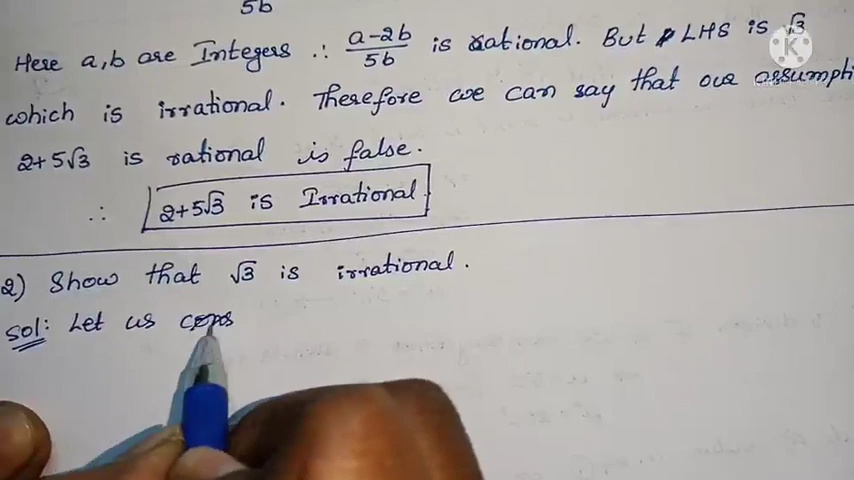 5b
Here a,b are Integers ∴ a-2b/5b is rational. But LHS is √3
which is irrational. Therefore we can say that our assumpti
2+5√3 is rational is false.
∴ 2+5√3 is Irrational
2) Show that √3 is irrational.
Sol: Let us cons